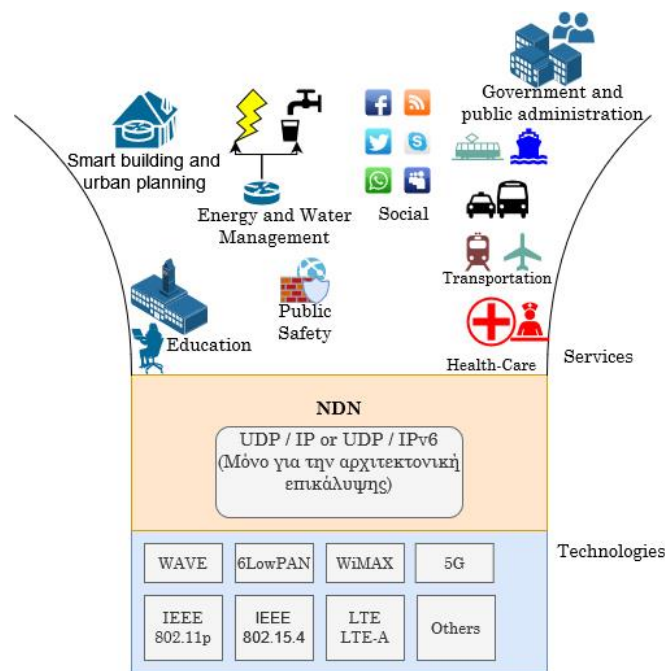 Government and
public administration
Smart building and
urban planning
Energy and Water
Management
Social
Transportation
Public
Safety
Education
Health-Care
Services
NDN
UDP / IP or UDP / IPv6
(Μόνο για την αρχιτεκτονική
επικάλυψης)
Technologies
WAVE
6LowPAN
WiMAX
5G
IEEE
802.11p
IEEE
802.15.4
LTE
LTE-A
Others